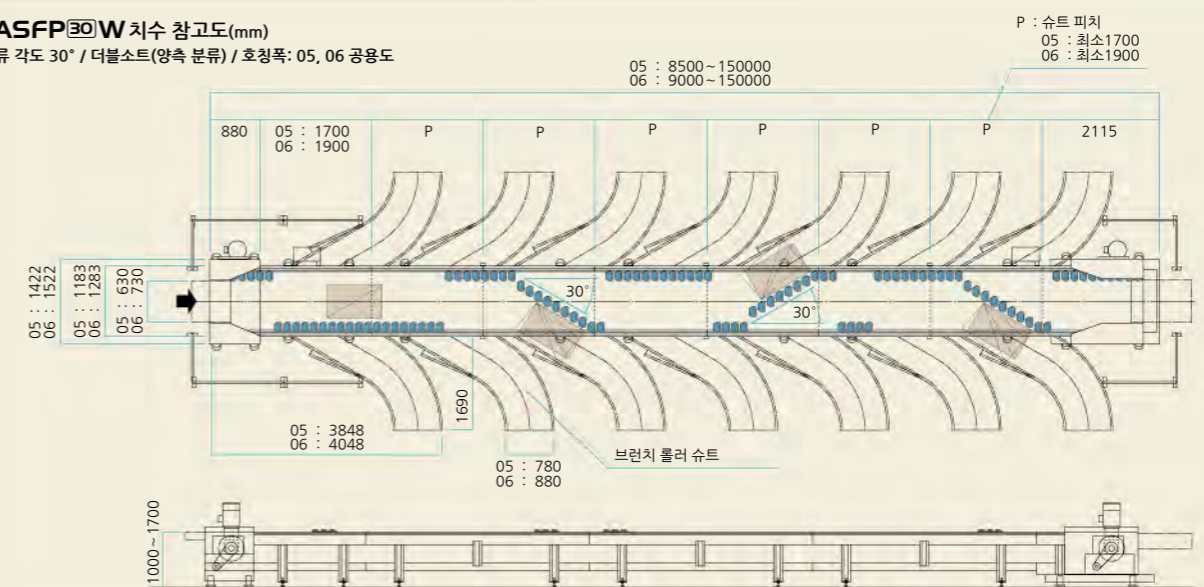 ASFP30W 치수 참고도(mm)
류 각도 30° / 더블소트(양측 분류) / 호칭폭: 05, 06 공용도
P : 슈트 피치
05 : 최소1700
06 : 최소1900
05 : 8500~150000
06 : 9000~150000
880
05 : 1700
06 : 1900
P
P
P
P
P
P
2115
05 : 1422
06 : 1522
05 : 1183
06 : 1283
05 : 630
06 : 730
30°
30°
1690
05 : 3848
06 : 4048
05 : 780
06 : 880
브런치 롤러 슈트
1000~1700